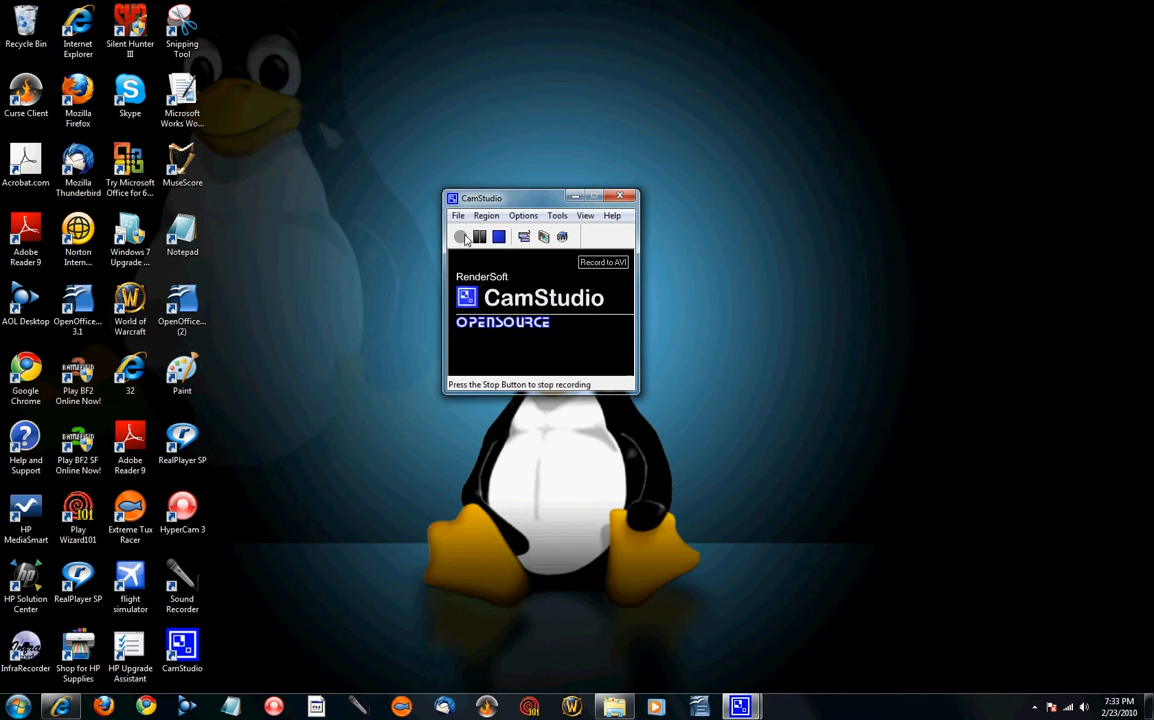 Recycle Bin
Internet
Explorer
Silent Hunter
III
Snipping
Tool
Curse Client
Mozilla
Firefox
Skype
Microsoft
Works Wo...
Acrobat.com
Mozilla
Thunderbird
Try Microsoft
Office for 6...
MuseScore
Adobe
Reader 9
Norton
Intern...
Windows 7
Upgrade ...
Notepad
AOL Desktop
OpenOffice...
3.1
World of
Warcraft
OpenOffice...
(2)
Google
Chrome
Play BF2
Online Now!
32
Paint
Help and
Support
Play BF2 SF
Online Now!
Adobe
Reader 9
RealPlayer SP
HP
MediaSmart
Play
Wizard101
Extreme Tux
Racer
HyperCam 3
HP Solution
Center
RealPlayer SP
flight
simulator
Sound
Recorder
InfraRecorder
Shop for HP
Supplies
HP Upgrade
Assistant
CamStudio
CamStudio
File Region Options Tools View Help
Record to AVI
RenderSoft
CamStudio
OPENSOURCE
Press the Stop Button to stop recording
7:33 PM
2/23/2010